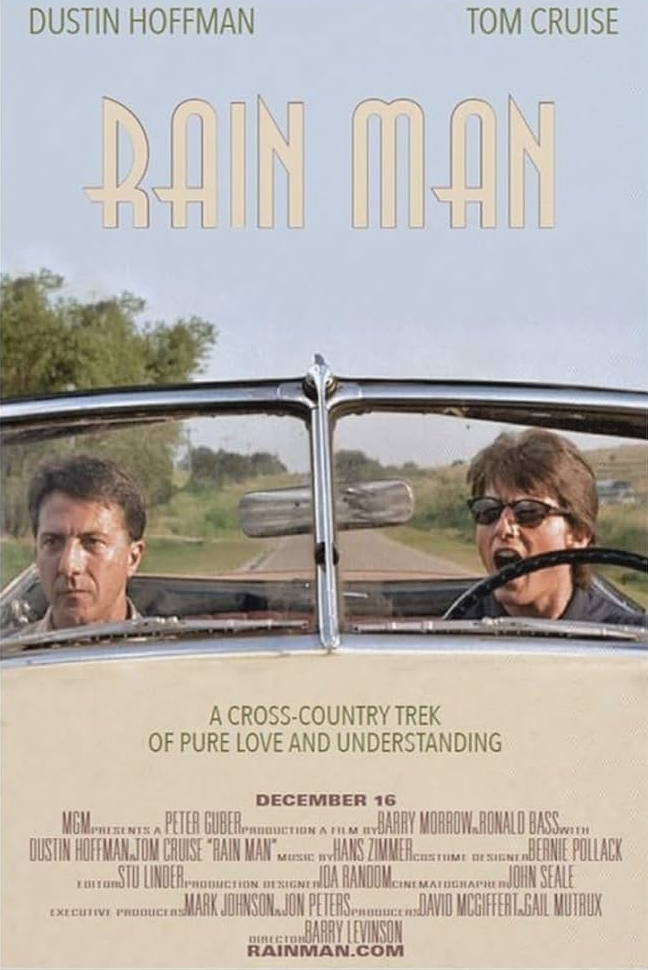 DUSTIN HOFFMAN TOM CRUISE
RAIN MAN
A CROSS-COUNTRY TREK
OF PURE LOVE AND UNDERSTANDING
DECEMBER 16
MGM PRESENTS A PETER GUBER PRODUCTION A FILM BY BARRY MORROW & RONALD BASS WITH
DUSTIN HOFFMAN & TOM CRUISE "RAIN MAN" MUSIC BY HANS ZIMMER COSTUME DESIGNER BERNIE POLLACK
EDITOR STU LINDER PRODUCTION DESIGNER IDA RANDOM CINEMATOGRAPHER JOHN SEALE
EXECUTIVE PRODUCERS MARK JOHNSON & JON PETERS PRODUCERS DAVID MCGIFFERT & GAIL MUTRUX
DIRECTOR BARRY LEVINSON
RAINMAN.COM